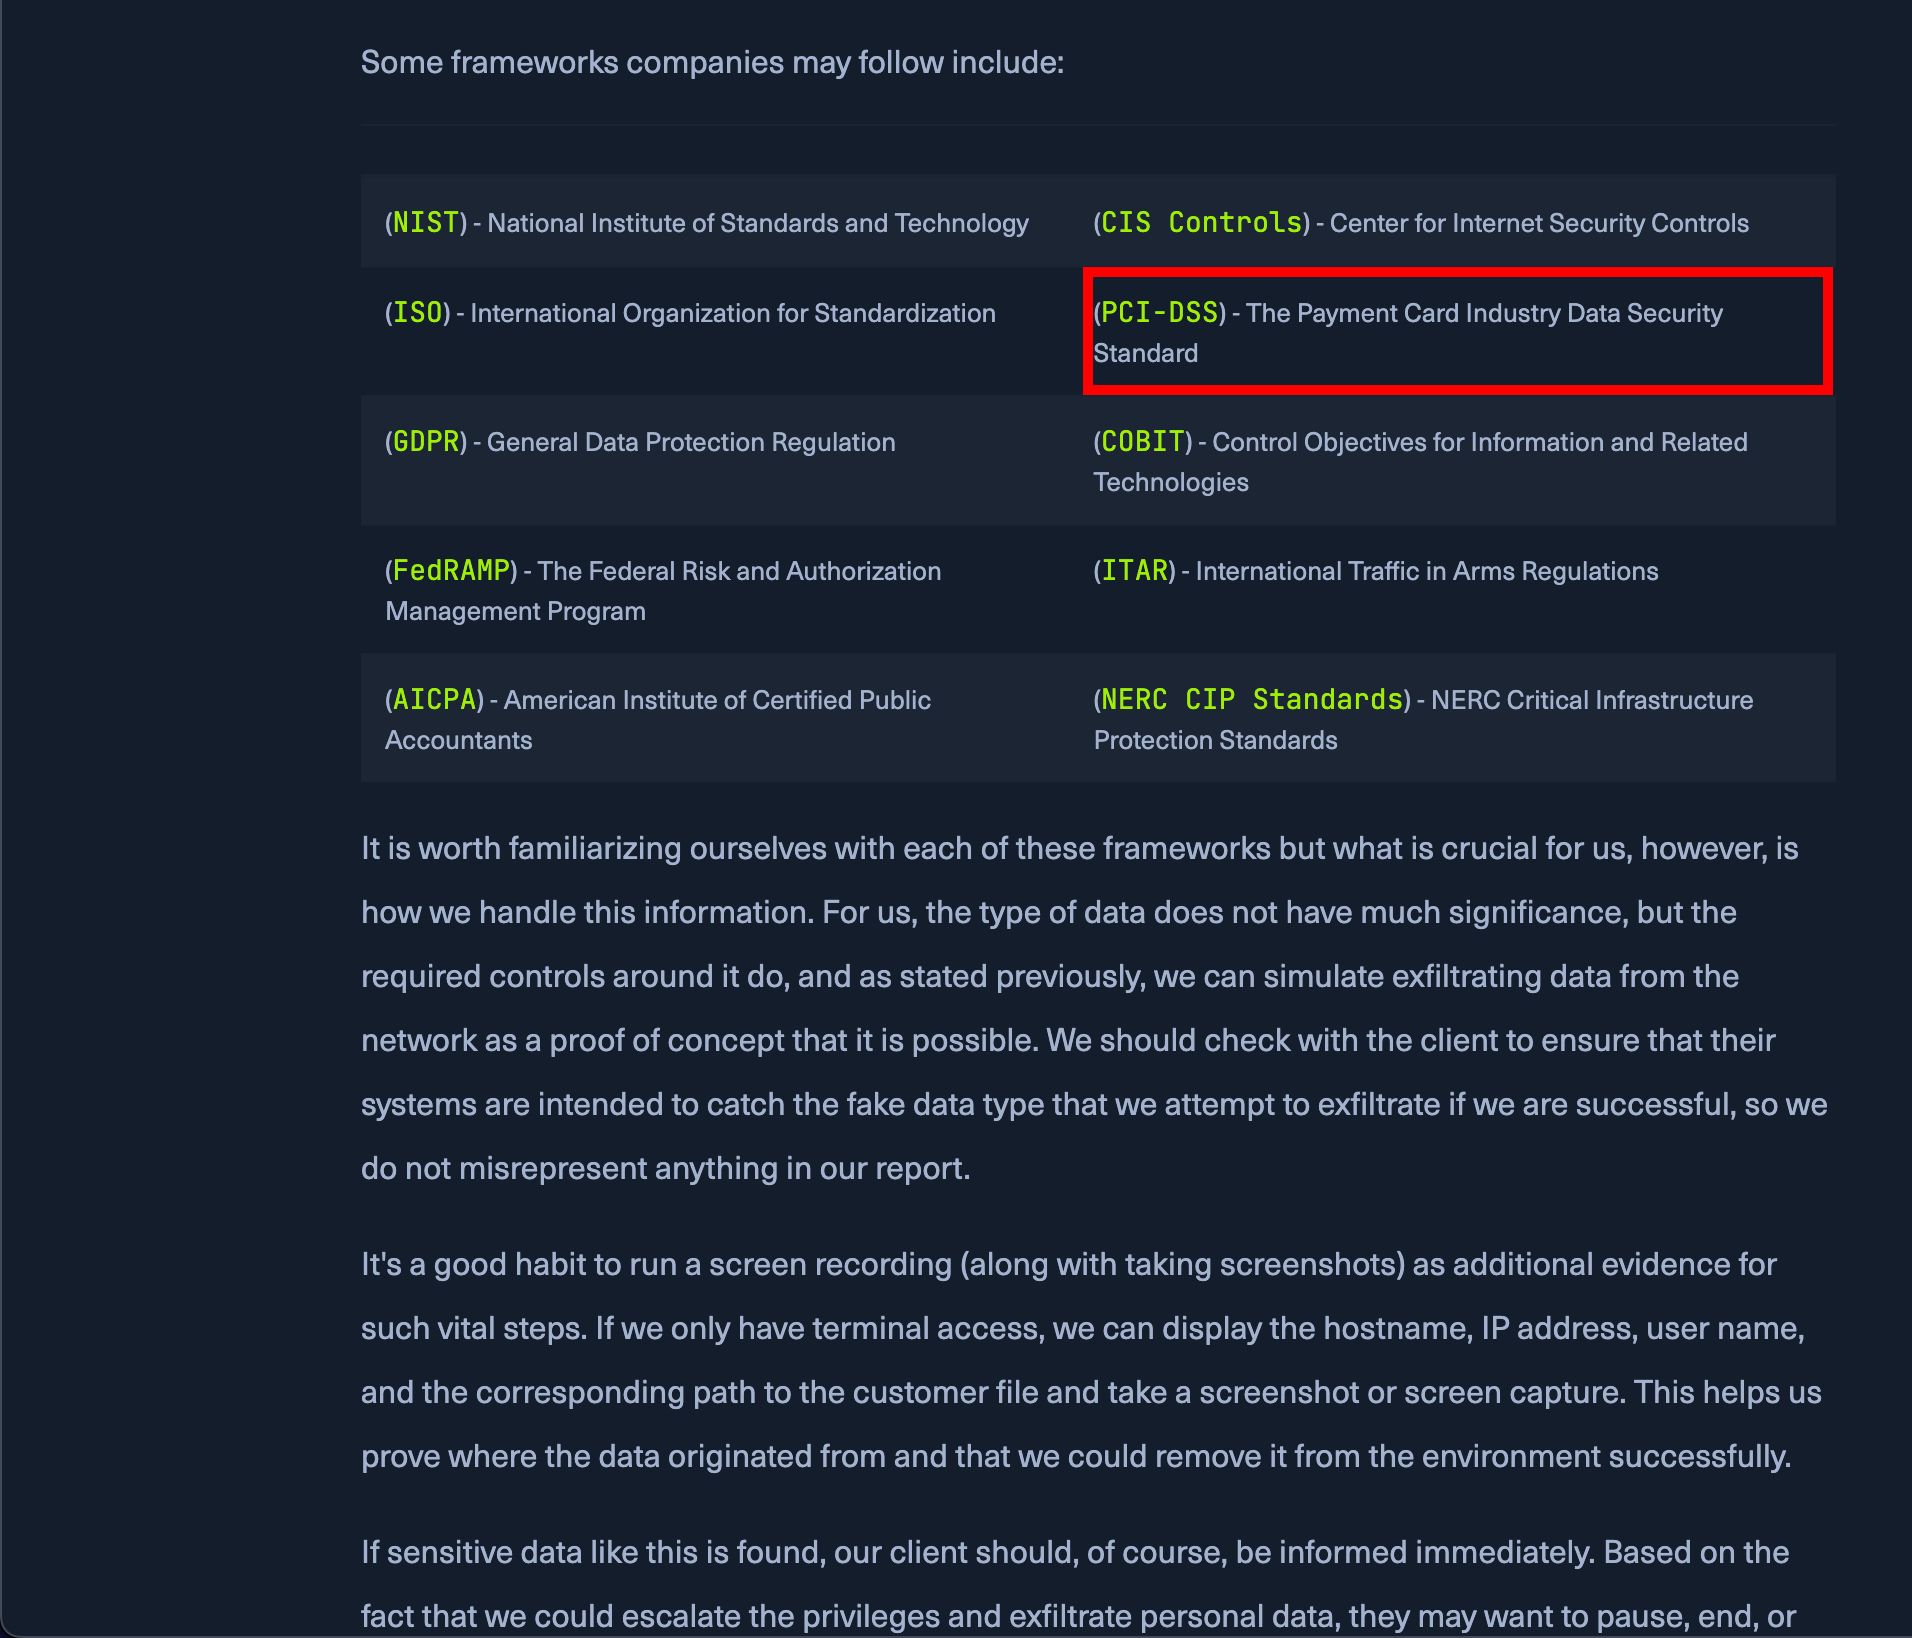 Some frameworks companies may follow include:
(NIST) - National Institute of Standards and Technology
(CIS Controls) - Center for Internet Security Controls
(ISO) - International Organization for Standardization
(PCI-DSS) - The Payment Card Industry Data Security
Standard
(GDPR) - General Data Protection Regulation
(COBIT) - Control Objectives for Information and Related
Technologies
(FedRAMP) - The Federal Risk and Authorization
Management Program
(ITAR) - International Traffic in Arms Regulations
(AICPA) - American Institute of Certified Public
Accountants
(NERC CIP Standards) - NERC Critical Infrastructure
Protection Standards
It is worth familiarizing ourselves with each of these frameworks but what is crucial for us, however, is
how we handle this information. For us, the type of data does not have much significance, but the
required controls around it do, and as stated previously, we can simulate exfiltrating data from the
network as a proof of concept that it is possible. We should check with the client to ensure that their
systems are intended to catch the fake data type that we attempt to exfiltrate if we are successful, so we
do not misrepresent anything in our report.
It's a good habit to run a screen recording (along with taking screenshots) as additional evidence for
such vital steps. If we only have terminal access, we can display the hostname, IP address, user name,
and the corresponding path to the customer file and take a screenshot or screen capture. This helps us
prove where the data originated from and that we could remove it from the environment successfully.
If sensitive data like this is found, our client should, of course, be informed immediately. Based on the
fact that we could escalate the privileges and exfiltrate personal data, they may want to pause, end, or